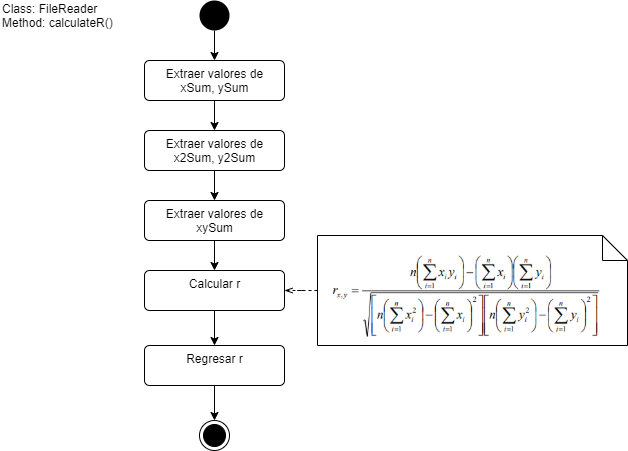 Class: FileReader
Method: calculateR()
Extraer valores de
xSum, ySum
Extraer valores de
x2Sum, y2Sum
Extraer valores de
xySum
Calcular r
r_{x,y} = \frac{n\left(\sum_{i=1}^{n} x_i y_i\right)-\left(\sum_{i=1}^{n} x_i\right)\left(\sum_{i=1}^{n} y_i\right)}{\sqrt{\left[n\left(\sum_{i=1}^{n} x_i^2\right)-\left(\sum_{i=1}^{n} x_i\right)^2\right]\left[n\left(\sum_{i=1}^{n} y_i^2\right)-\left(\sum_{i=1}^{n} y_i\right)^2\right]}}
Regresar r